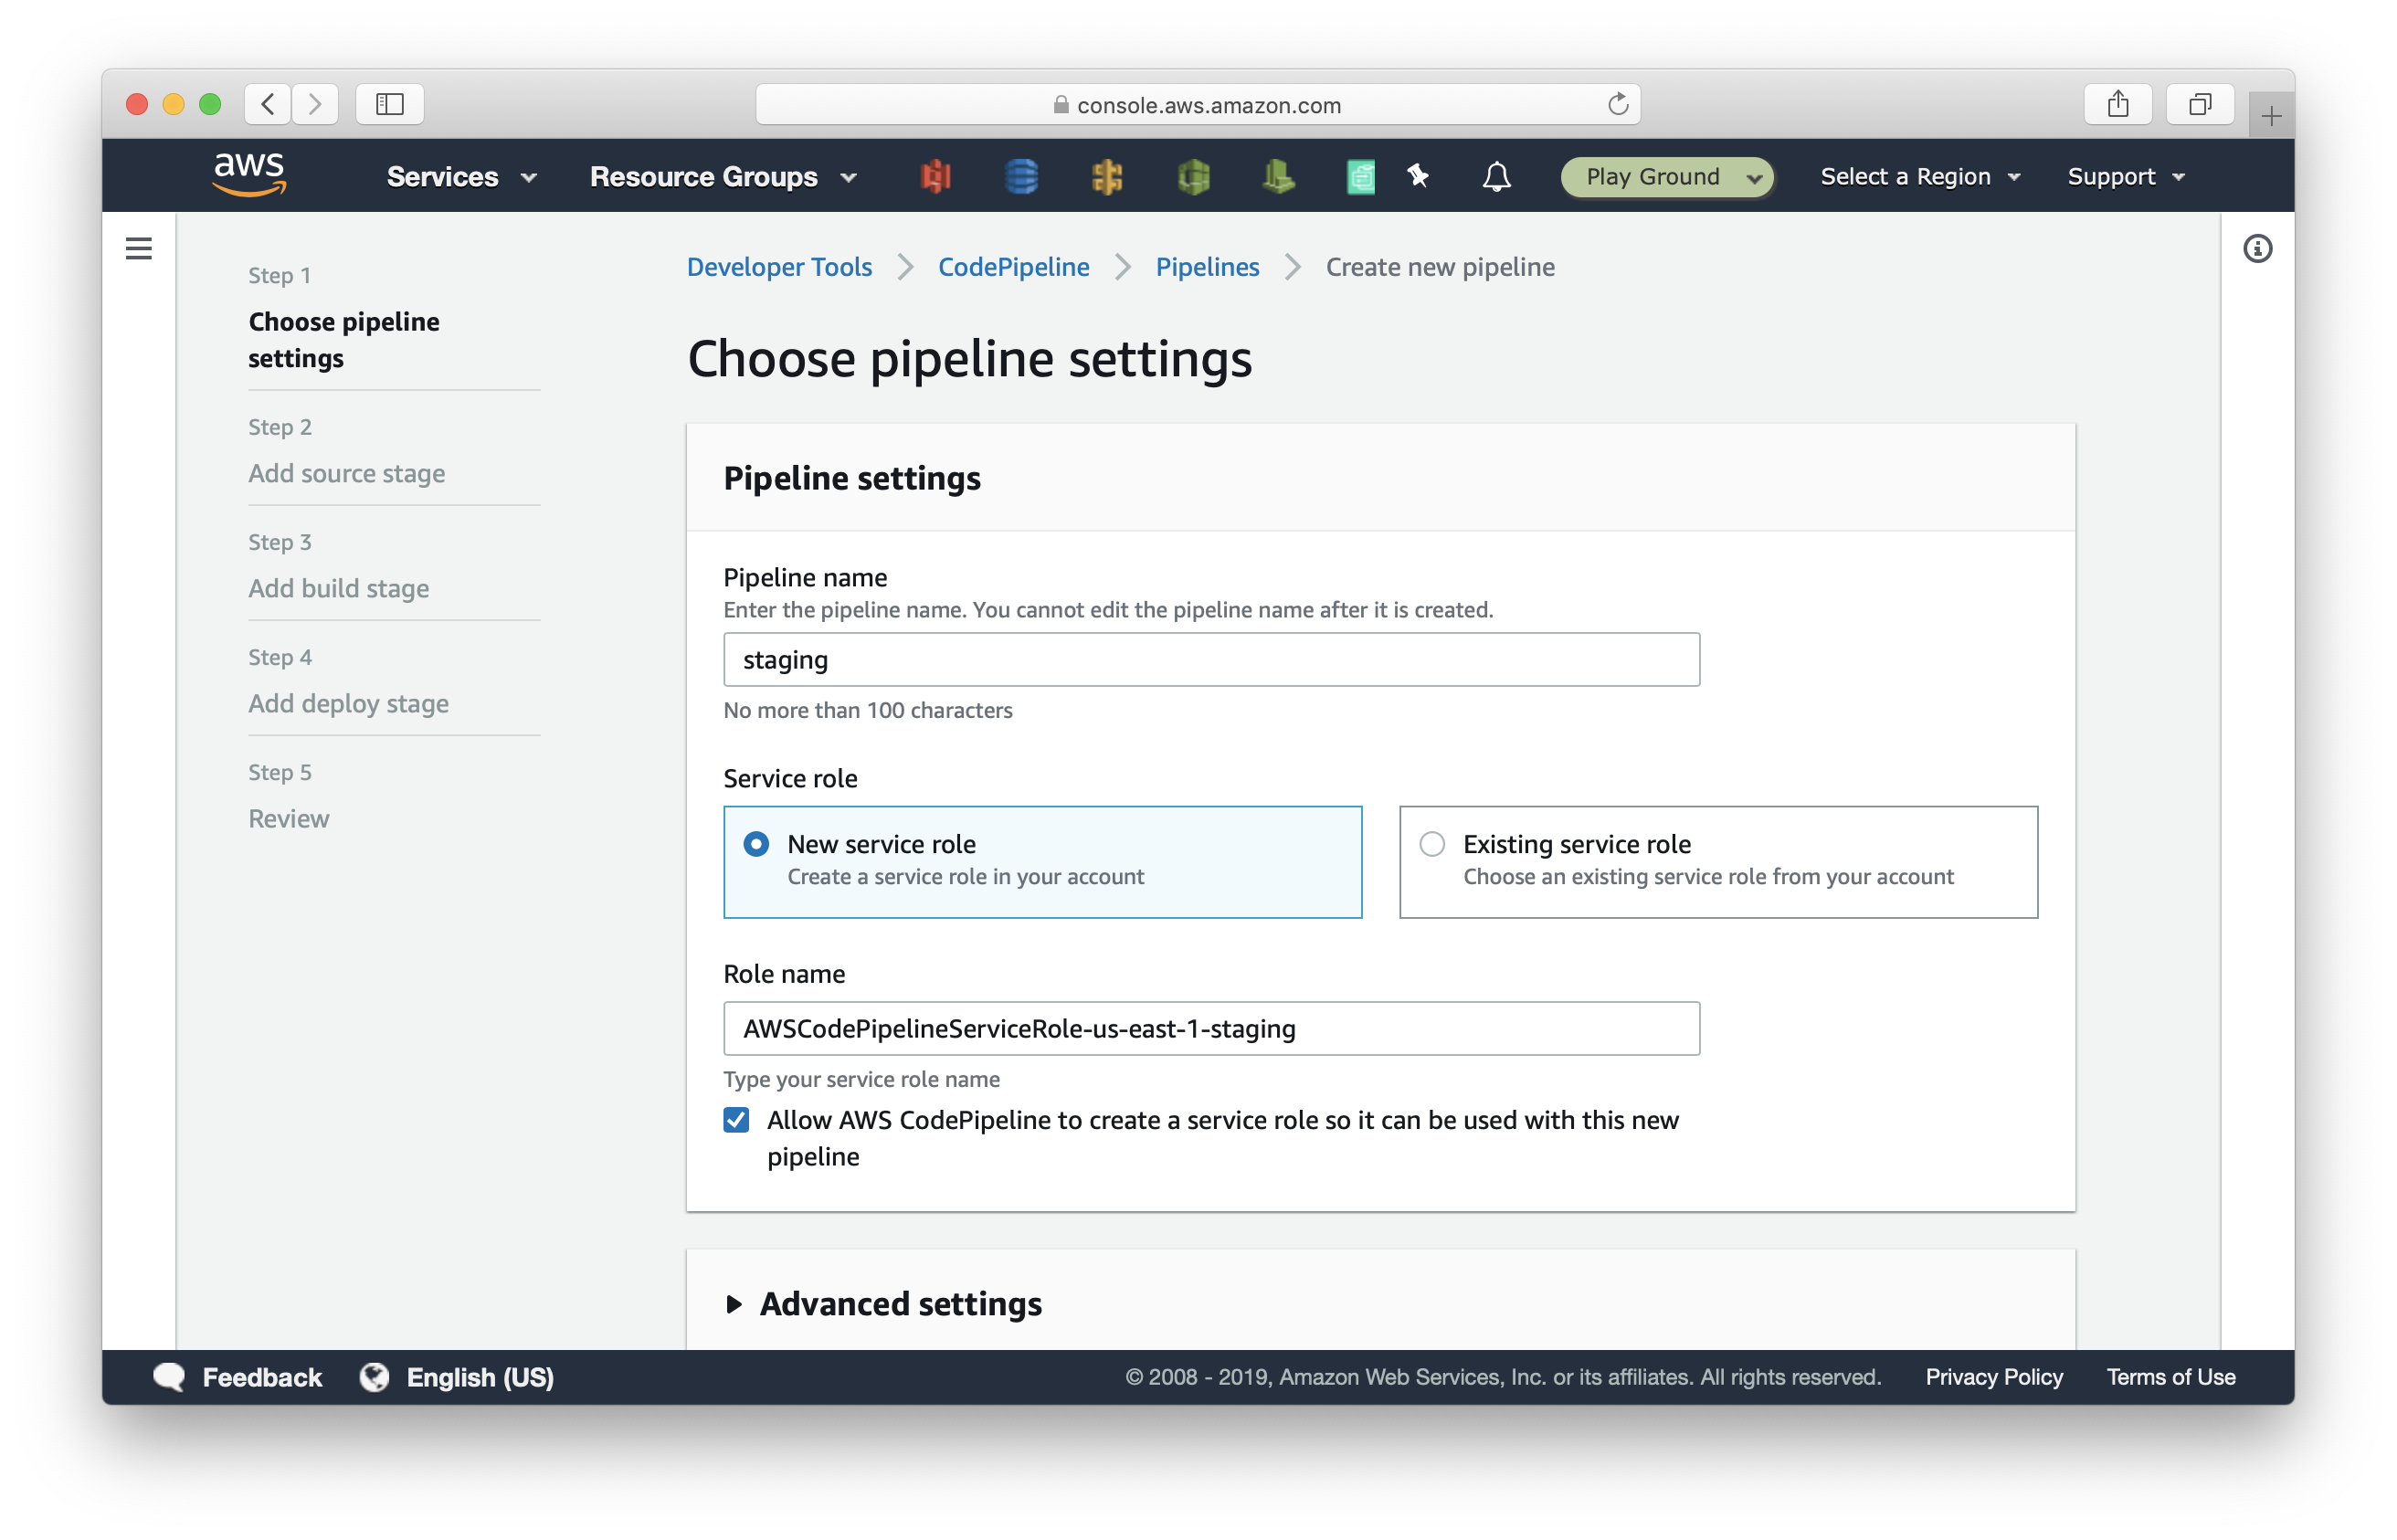 console.aws.amazon.com
aws
Services
Resource Groups
Play Ground
Select a Region
Support
Step 1
Choose pipeline
settings
Step 2
Add source stage
Step 3
Add build stage
Step 4
Add deploy stage
Step 5
Review
Developer Tools
CodePipeline
Pipelines
Create new pipeline
Choose pipeline settings
Pipeline settings
Pipeline name
Enter the pipeline name. You cannot edit the pipeline name after it is created.
staging
No more than 100 characters
Service role
New service role
Create a service role in your account
Existing service role
Choose an existing service role from your account
Role name
AWSCodePipelineServiceRole-us-east-1-staging
Type your service role name
Allow AWS CodePipeline to create a service role so it can be used with this new
pipeline
Advanced settings
Feedback
English (US)
© 2008 - 2019, Amazon Web Services, Inc. or its affiliates. All rights reserved.
Privacy Policy
Terms of Use